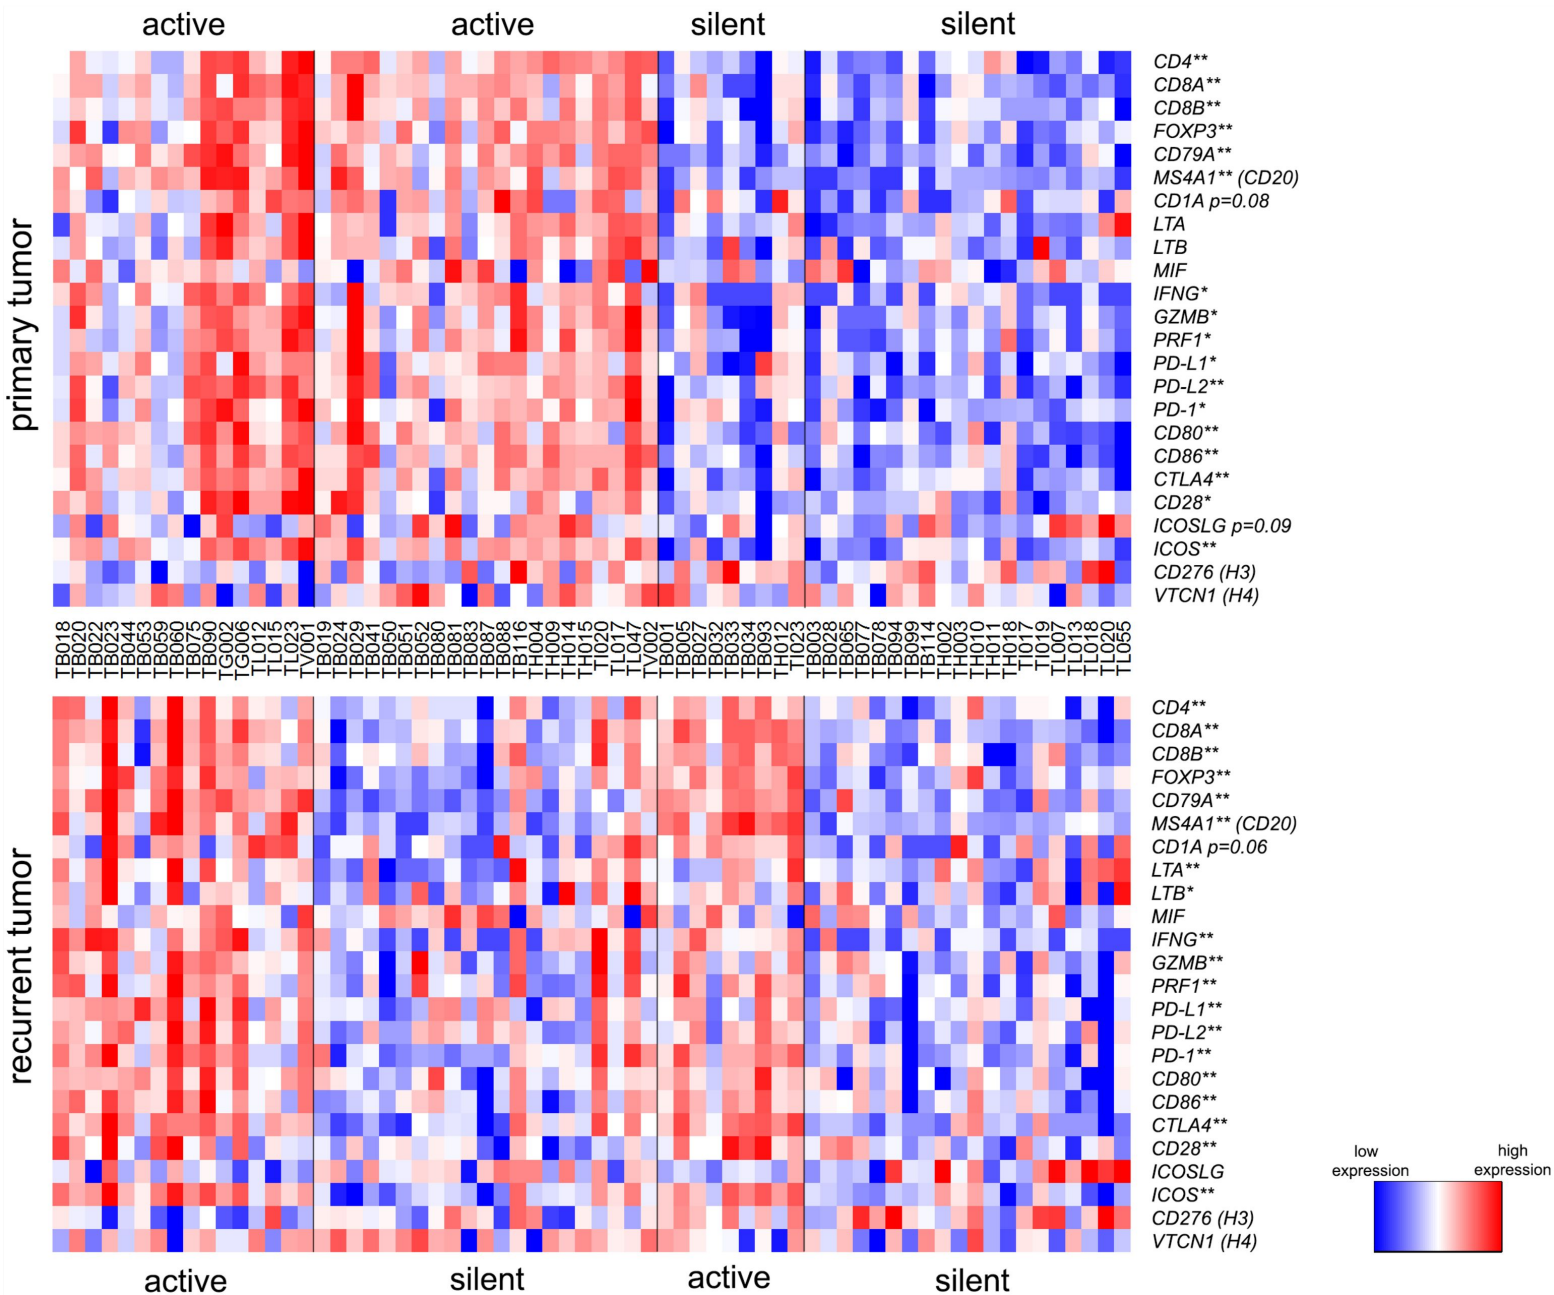 active active silent silent
primary tumor
CD4**
CD8A**
CD8B**
FOXP3**
CD79A**
MS4A1** (CD20)
CD1A p=0.08
LTA
LTB
MIF
IFNG*
GZMB*
PRF1*
PD-L1*
PD-L2**
PD-1*
CD80**
CD86**
CTLA4**
CD28*
ICOSLG p=0.09
ICOS**
CD276 (H3)
VTCN1 (H4)
TB018
TB020
TB022
TB023
TB044
TB053
TB059
TB060
TB075
TB090
TG002
TG006
TL012
TL015
TL023
TV001
TB019
TB024
TB029
TB041
TB050
TB051
TB052
TB080
TB081
TB083
TB087
TB088
TB116
TH004
TH009
TH014
TH015
TI020
TL017
TL047
TV002
TB001
TB005
TB027
TB032
TB033
TB034
TB093
TH012
TI023
TB003
TB028
TB065
TB077
TB078
TB094
TB099
TB114
TH002
TH003
TH010
TH011
TH018
TI017
TI019
TL007
TL013
TL018
TL020
TL055
recurrent tumor
CD4**
CD8A**
CD8B**
FOXP3**
CD79A**
MS4A1** (CD20)
CD1A p=0.06
LTA**
LTB*
MIF
IFNG**
GZMB**
PRF1**
PD-L1**
PD-L2**
PD-1**
CD80**
CD86**
CTLA4**
CD28**
ICOSLG
ICOS**
CD276 (H3)
VTCN1 (H4)
active silent active silent
low high
expression expression